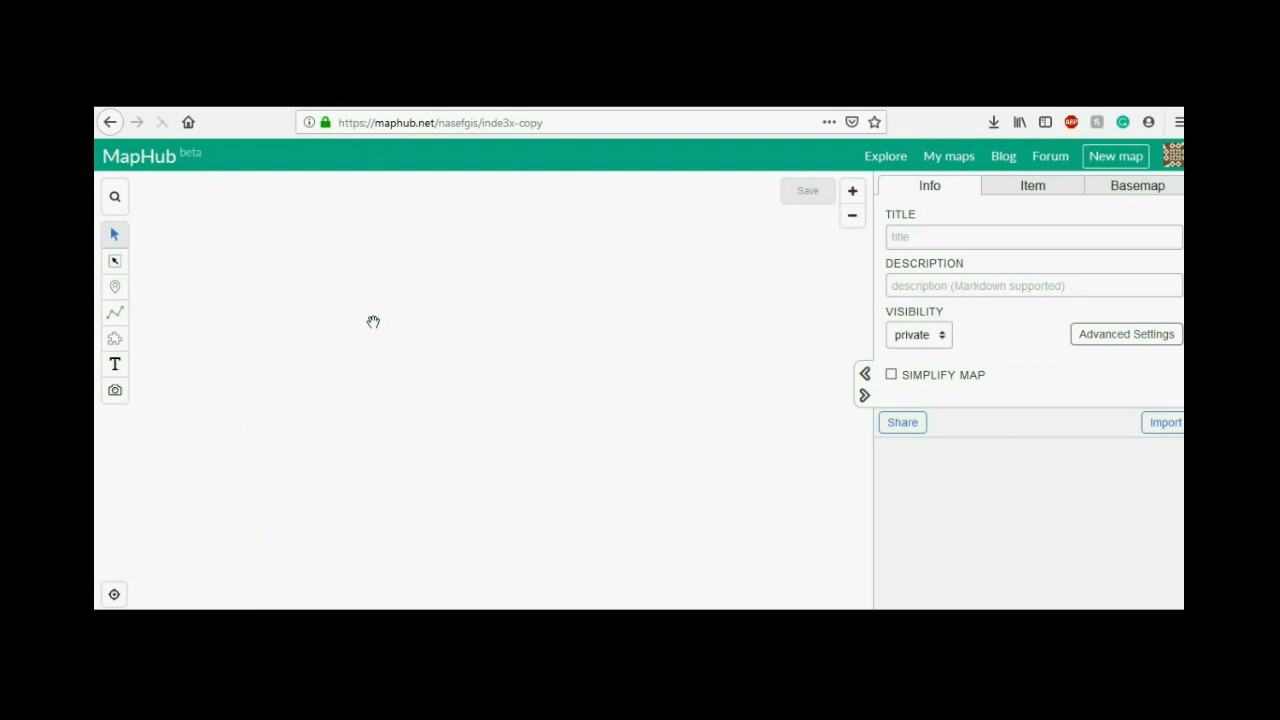 https://maphub.net/nasefgis/inde3x-copy
ABP
MapHub beta
Explore My maps Blog Forum New map
Save
+
−
Info Item Basemap
TITLE
title
DESCRIPTION
description (Markdown supported)
VISIBILITY
private Advanced Settings
SIMPLIFY MAP
T
Share Import